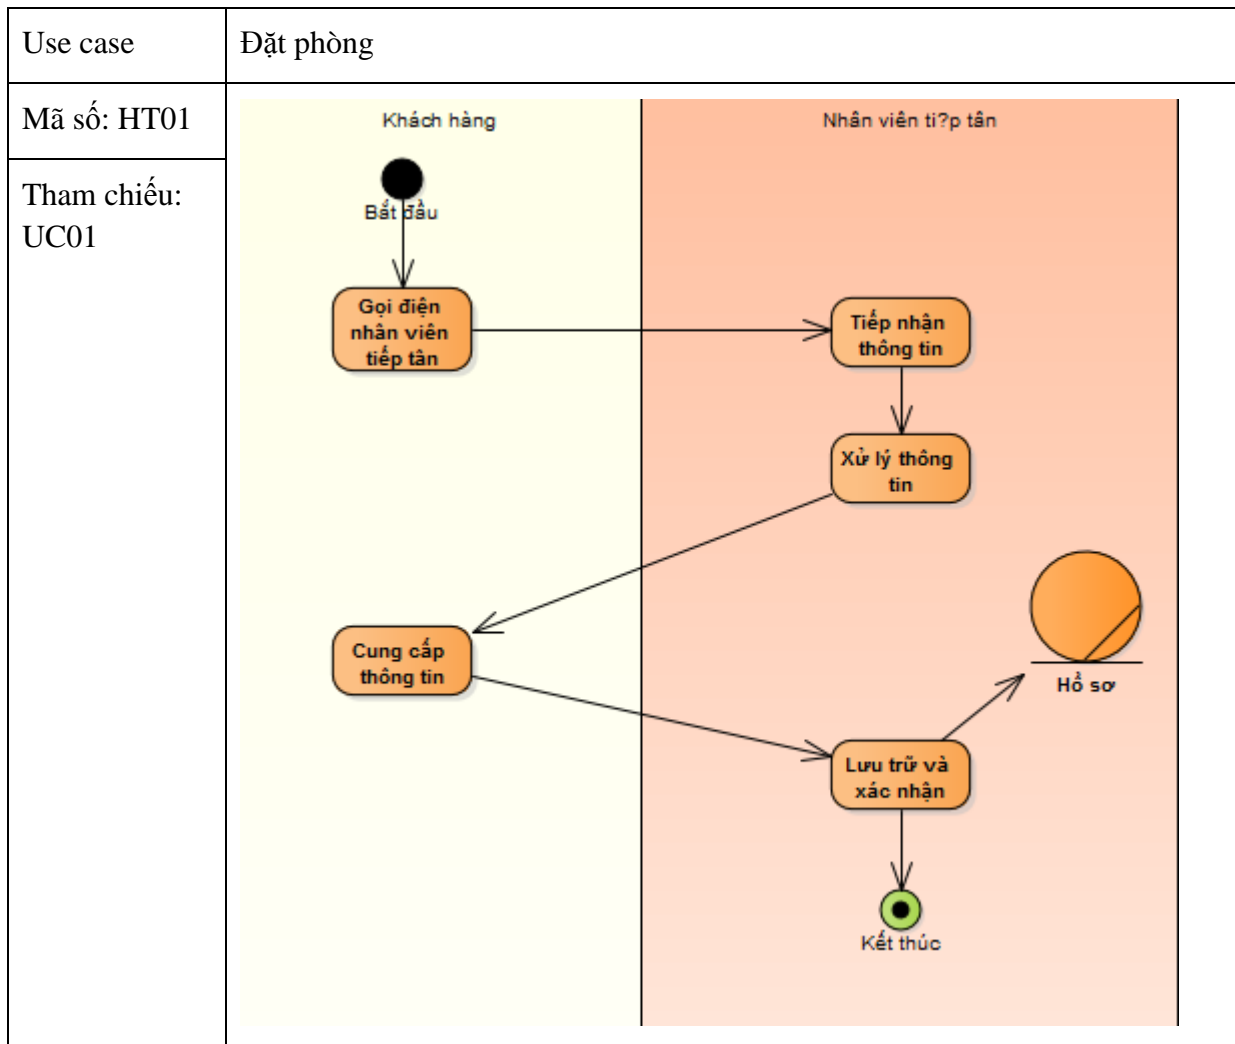 Use case
Đặt phòng
Mã số: HT01
Tham chiếu:
UC01
Khách hàng
Nhân viên ti?p tân
Bắt đầu
Gọi điện
nhân viên
tiếp tân
Tiếp nhận
thông tin
Xử lý thông
tin
Cung cấp
thông tin
Hồ sơ
Lưu trữ và
xác nhận
Kết thúc